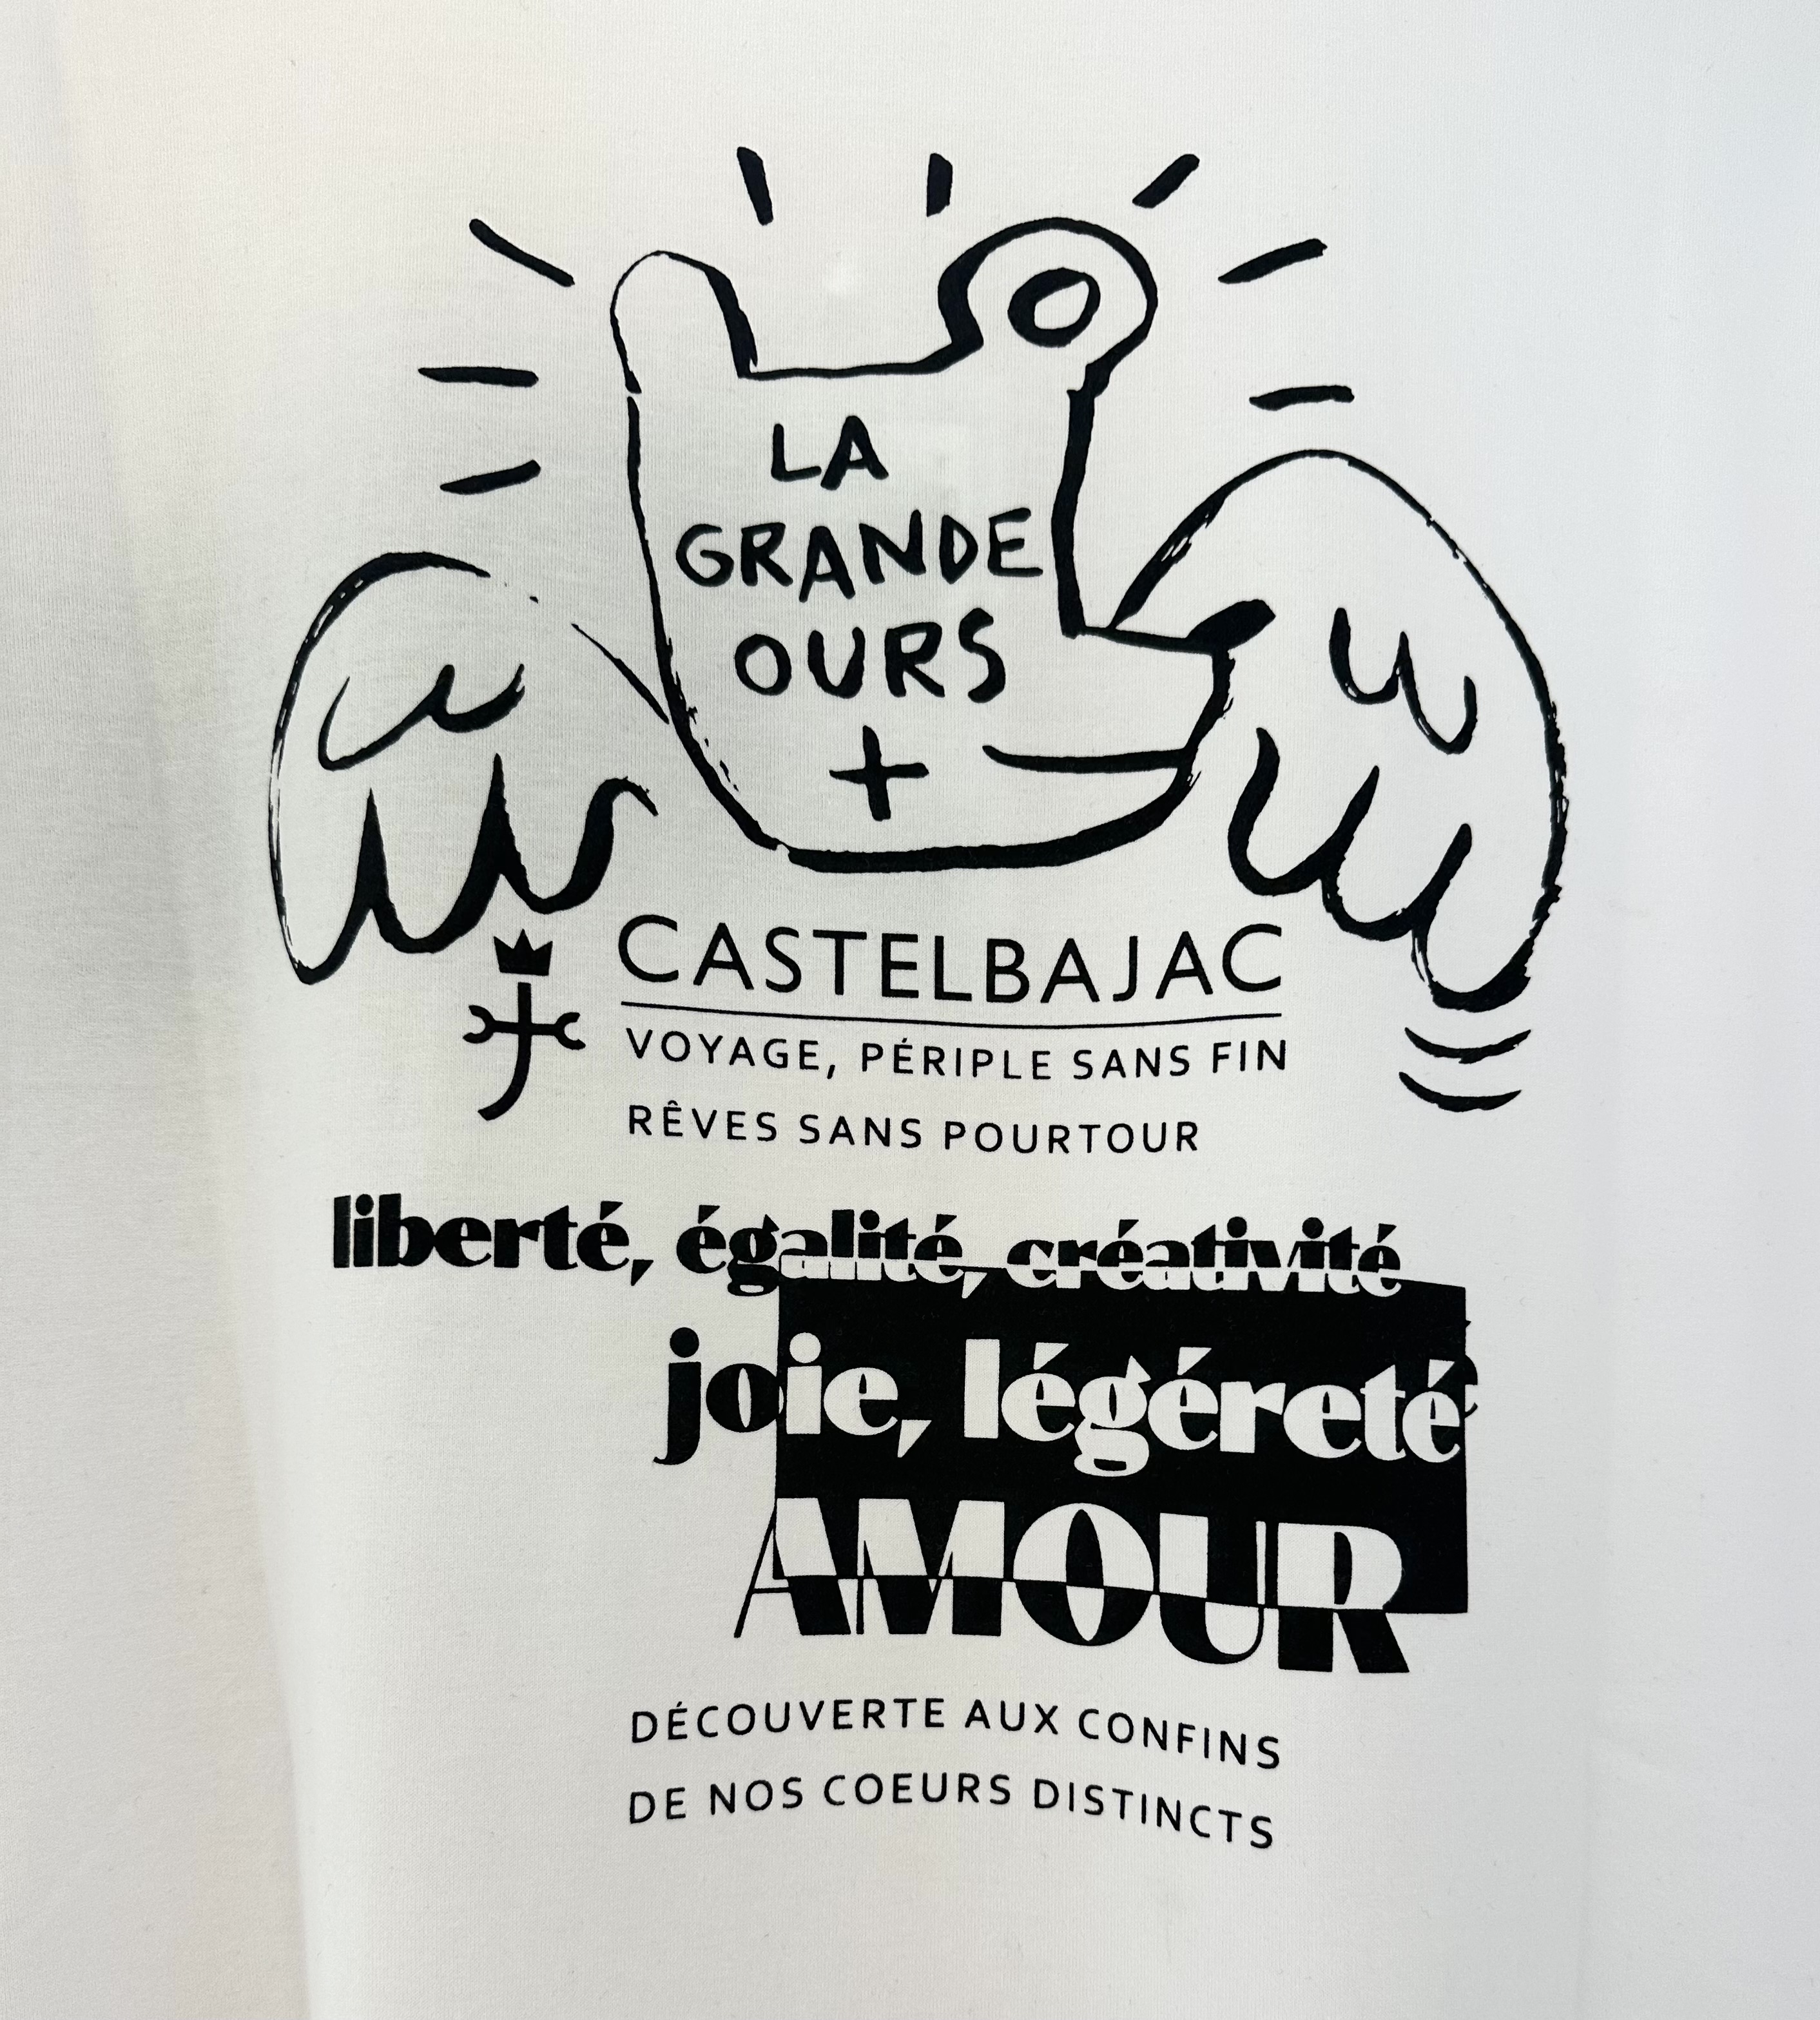 LA
GRANDE
OURS
+
CASTELBAJAC
VOYAGE, PÉRIPLE SANS FIN
RÊVES SANS POURTOUR
liberté, égalité, créativité
joie, légéreté
AMOUR
DÉCOUVERTE AUX CONFINS
DE NOS COEURS DISTINCTS